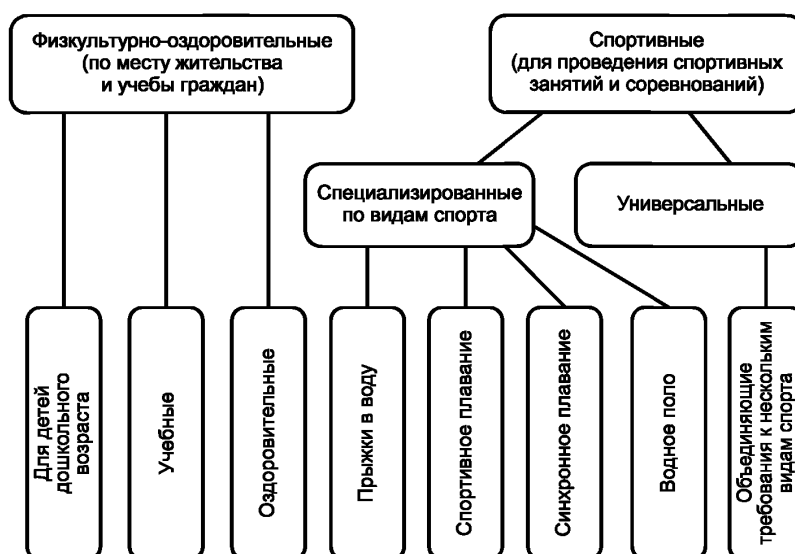 Физкультурно-оздоровительные
(по месту жительства
и учебы граждан)
Спортивные
(для проведения спортивных
занятий и соревнований)
Специализированные
по видам спорта
Универсальные
Для детей
дошкольного
возраста
Учебные
Оздоровительные
Прыжки в воду
Спортивное плавание
Синхронное плавание
Водное поло
Объединяющие
требования к нескольким
видам спорта